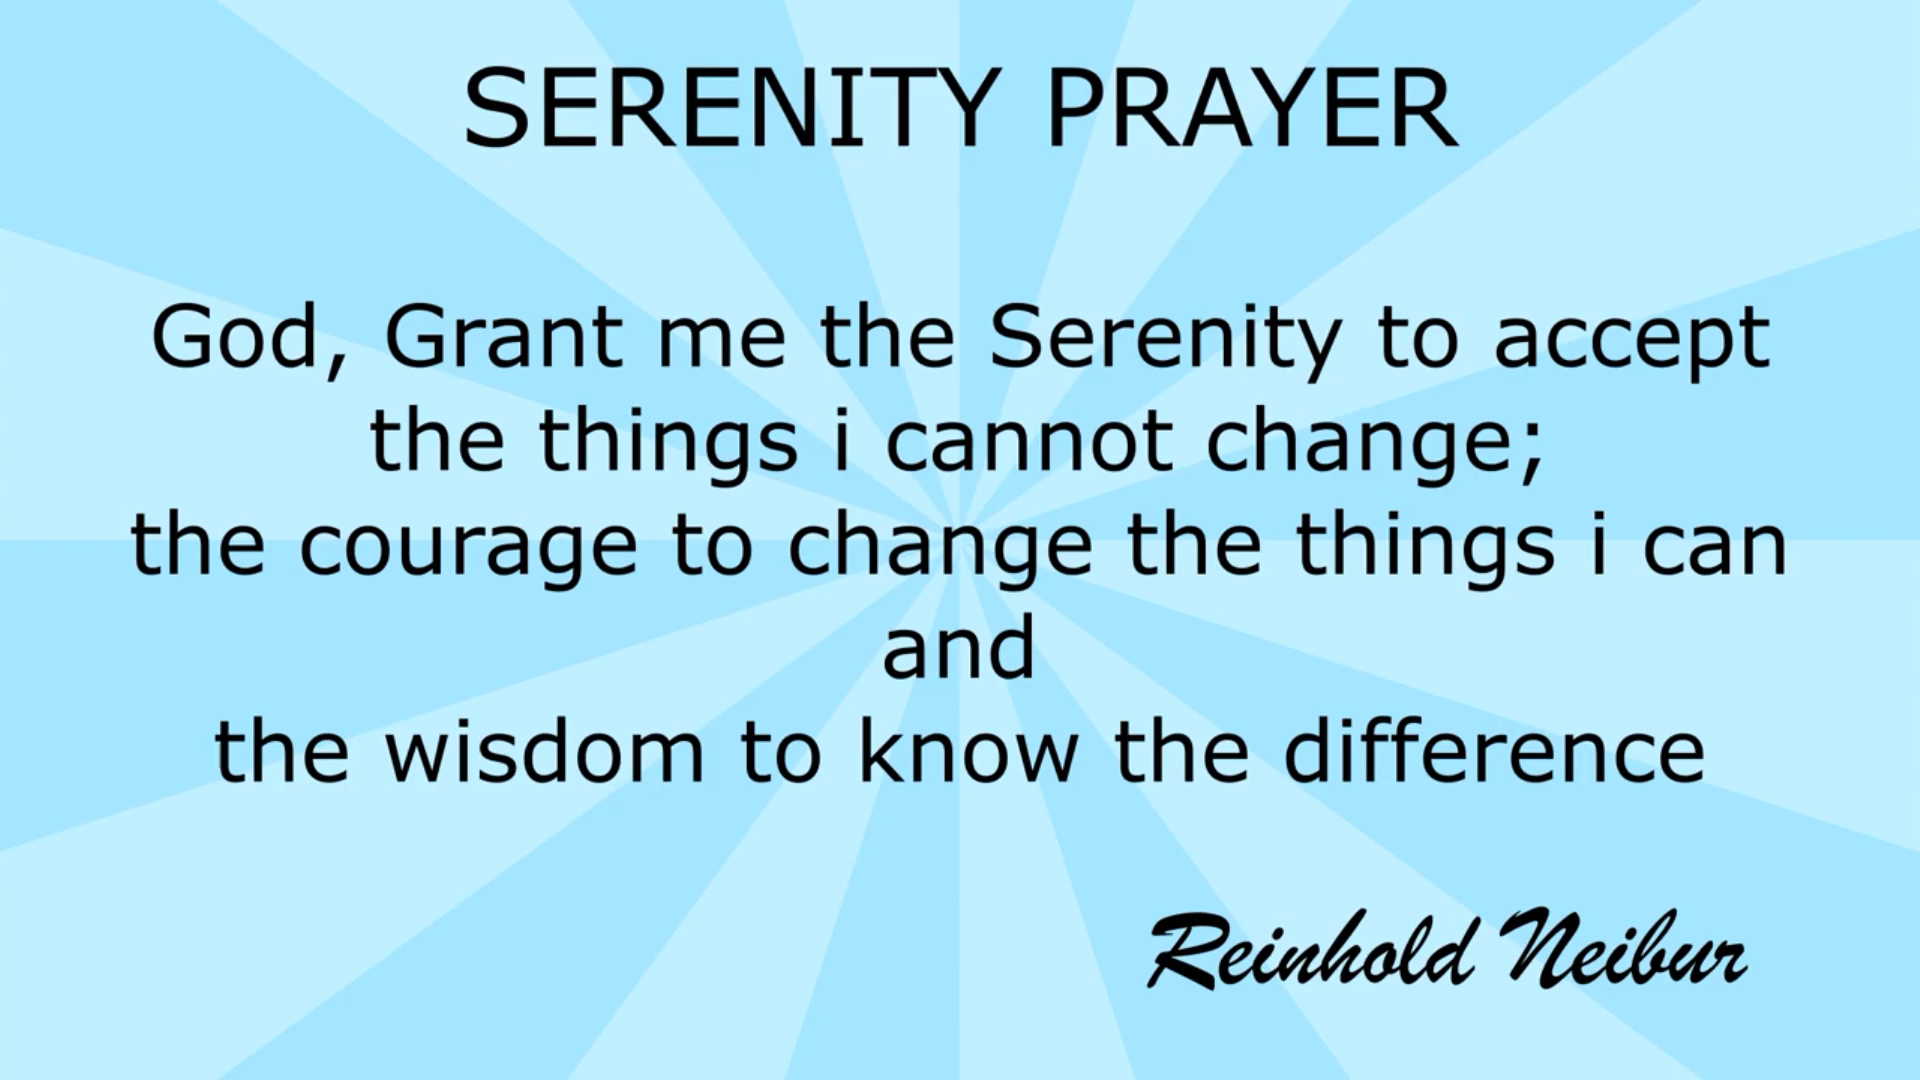 SERENITY PRAYER
God, Grant me the Serenity to accept
the things i cannot change;
the courage to change the things i can
and
the wisdom to know the difference
Reinhold Neibur